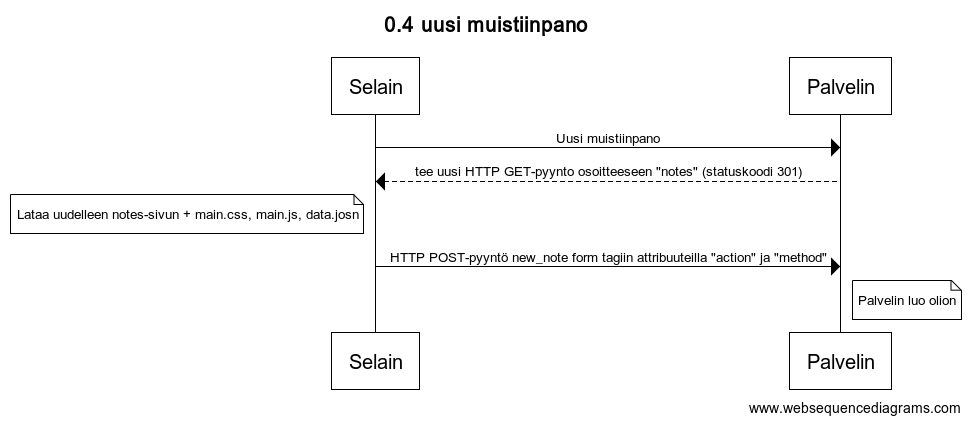 0.4 uusi muistiinpano
Selain
Palvelin
Uusi muistiinpano
tee uusi HTTP GET-pyynto osoitteeseen "notes" (statuskoodi 301)
Lataa uudelleen notes-sivun + main.css, main.js, data.josn
HTTP POST-pyyntö new_note form tagiin attribuuteilla "action" ja "method"
Palvelin luo olion
Selain
Palvelin
www.websequencediagrams.com